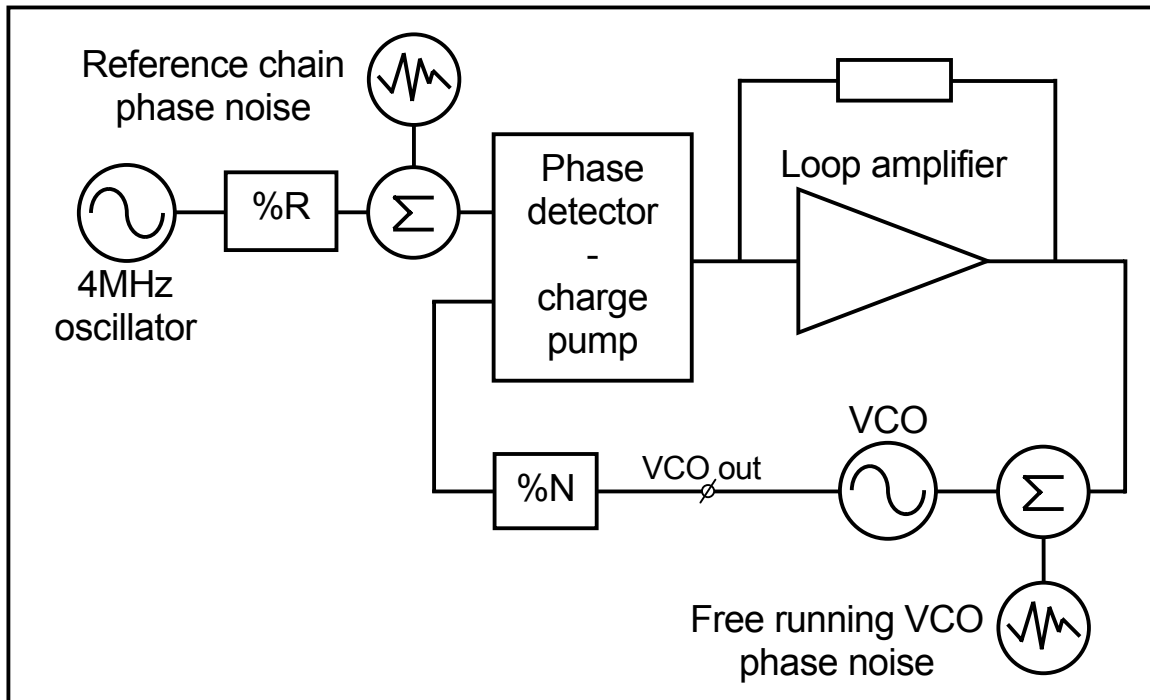 Reference chain
phase noise
4MHz
oscillator
%R
Σ
Phase
detector
-
charge
pump
Loop amplifier
%N
VCO out
VCO
Σ
Free running VCO
phase noise